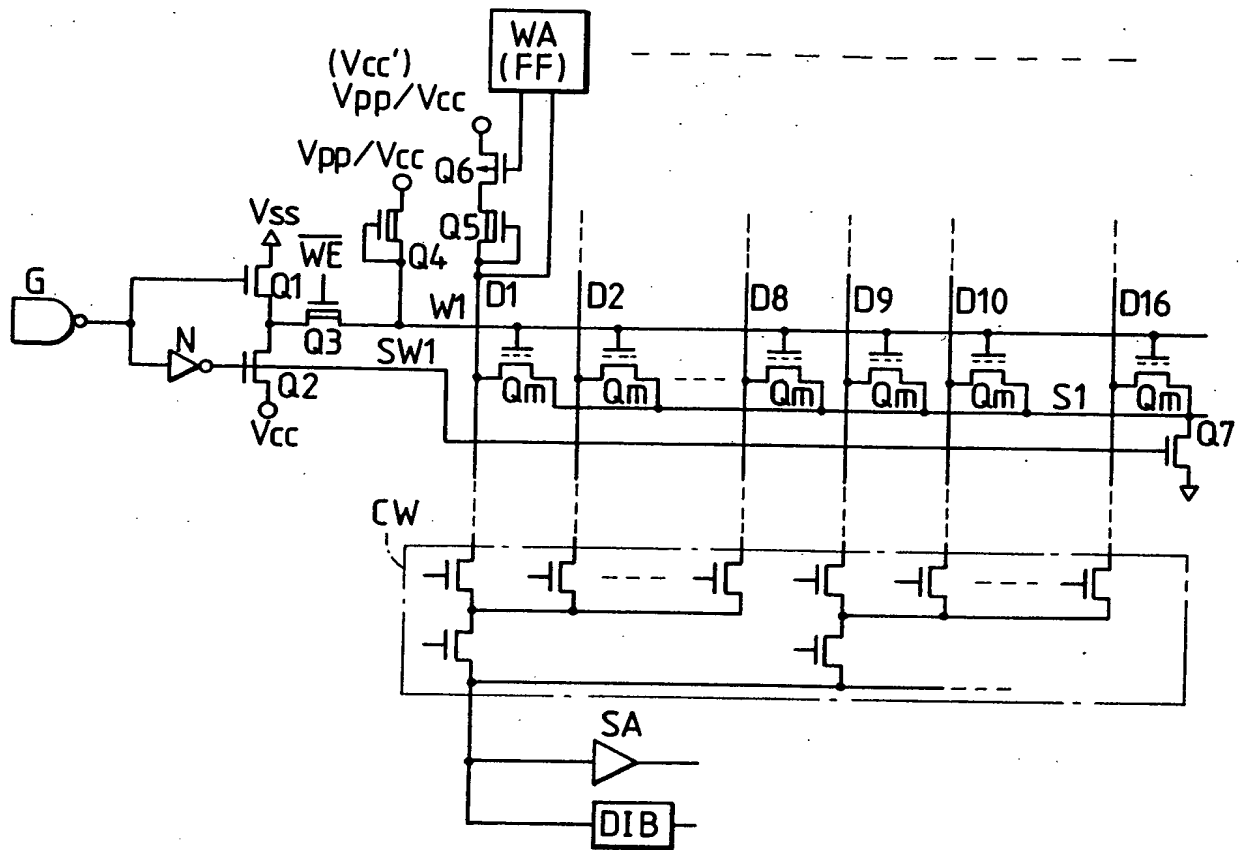 WA
(FF)
(Vcc')
Vpp/Vcc
Vpp/Vcc
Q6
Vss
W̅E̅
Q5
Q4
G
Q1
W1
D1
D2
D8
D9
D10
D16
N
Q3
SW1
Q2
Qm
Qm
Qm
Qm
Qm
S1
Qm
Vcc
Q7
CW
SA
DIB